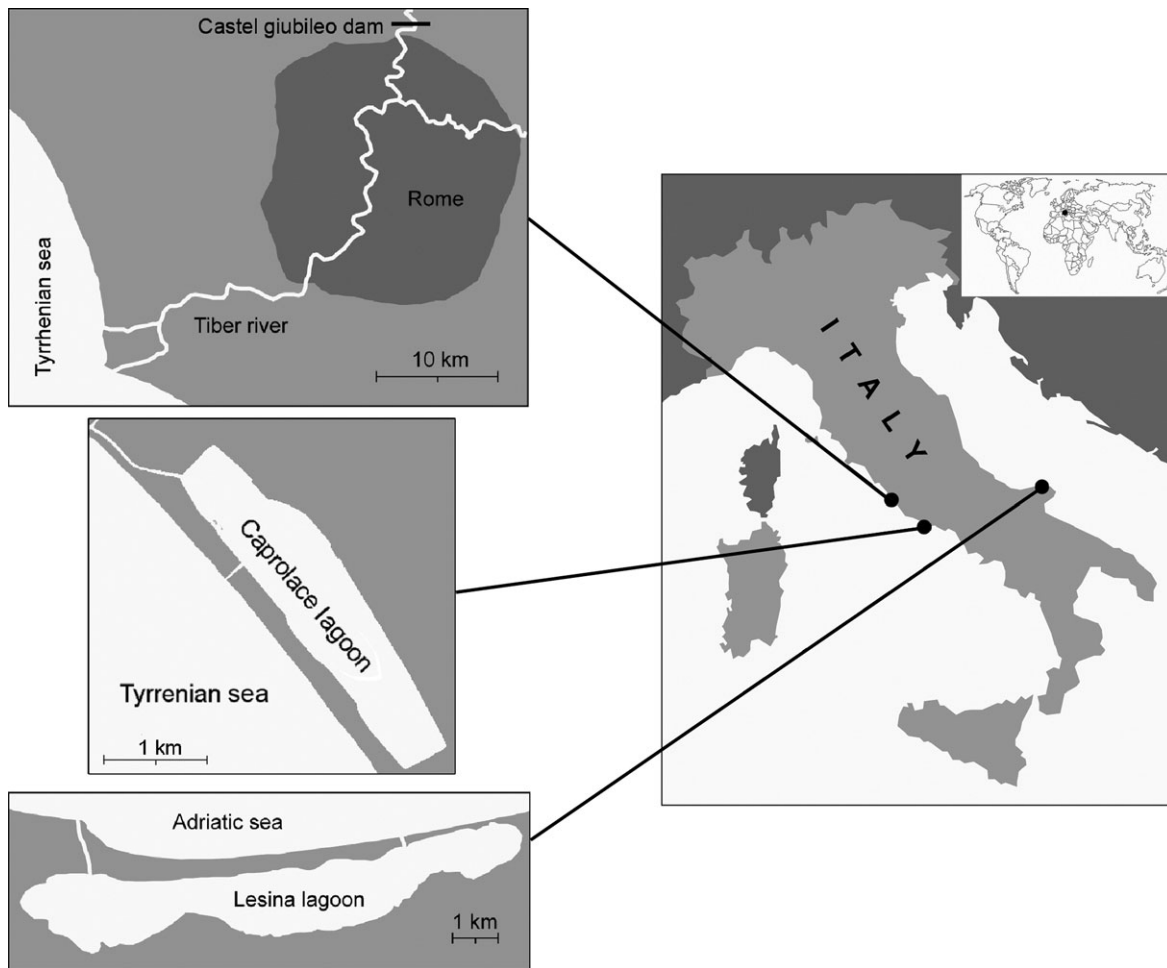 Castel giubileo dam
Rome
Tyrrhenian sea
Tiber river
10 km
Caprolace lagoon
Tyrrenian sea
1 km
Adriatic sea
Lesina lagoon
1 km
ITALY